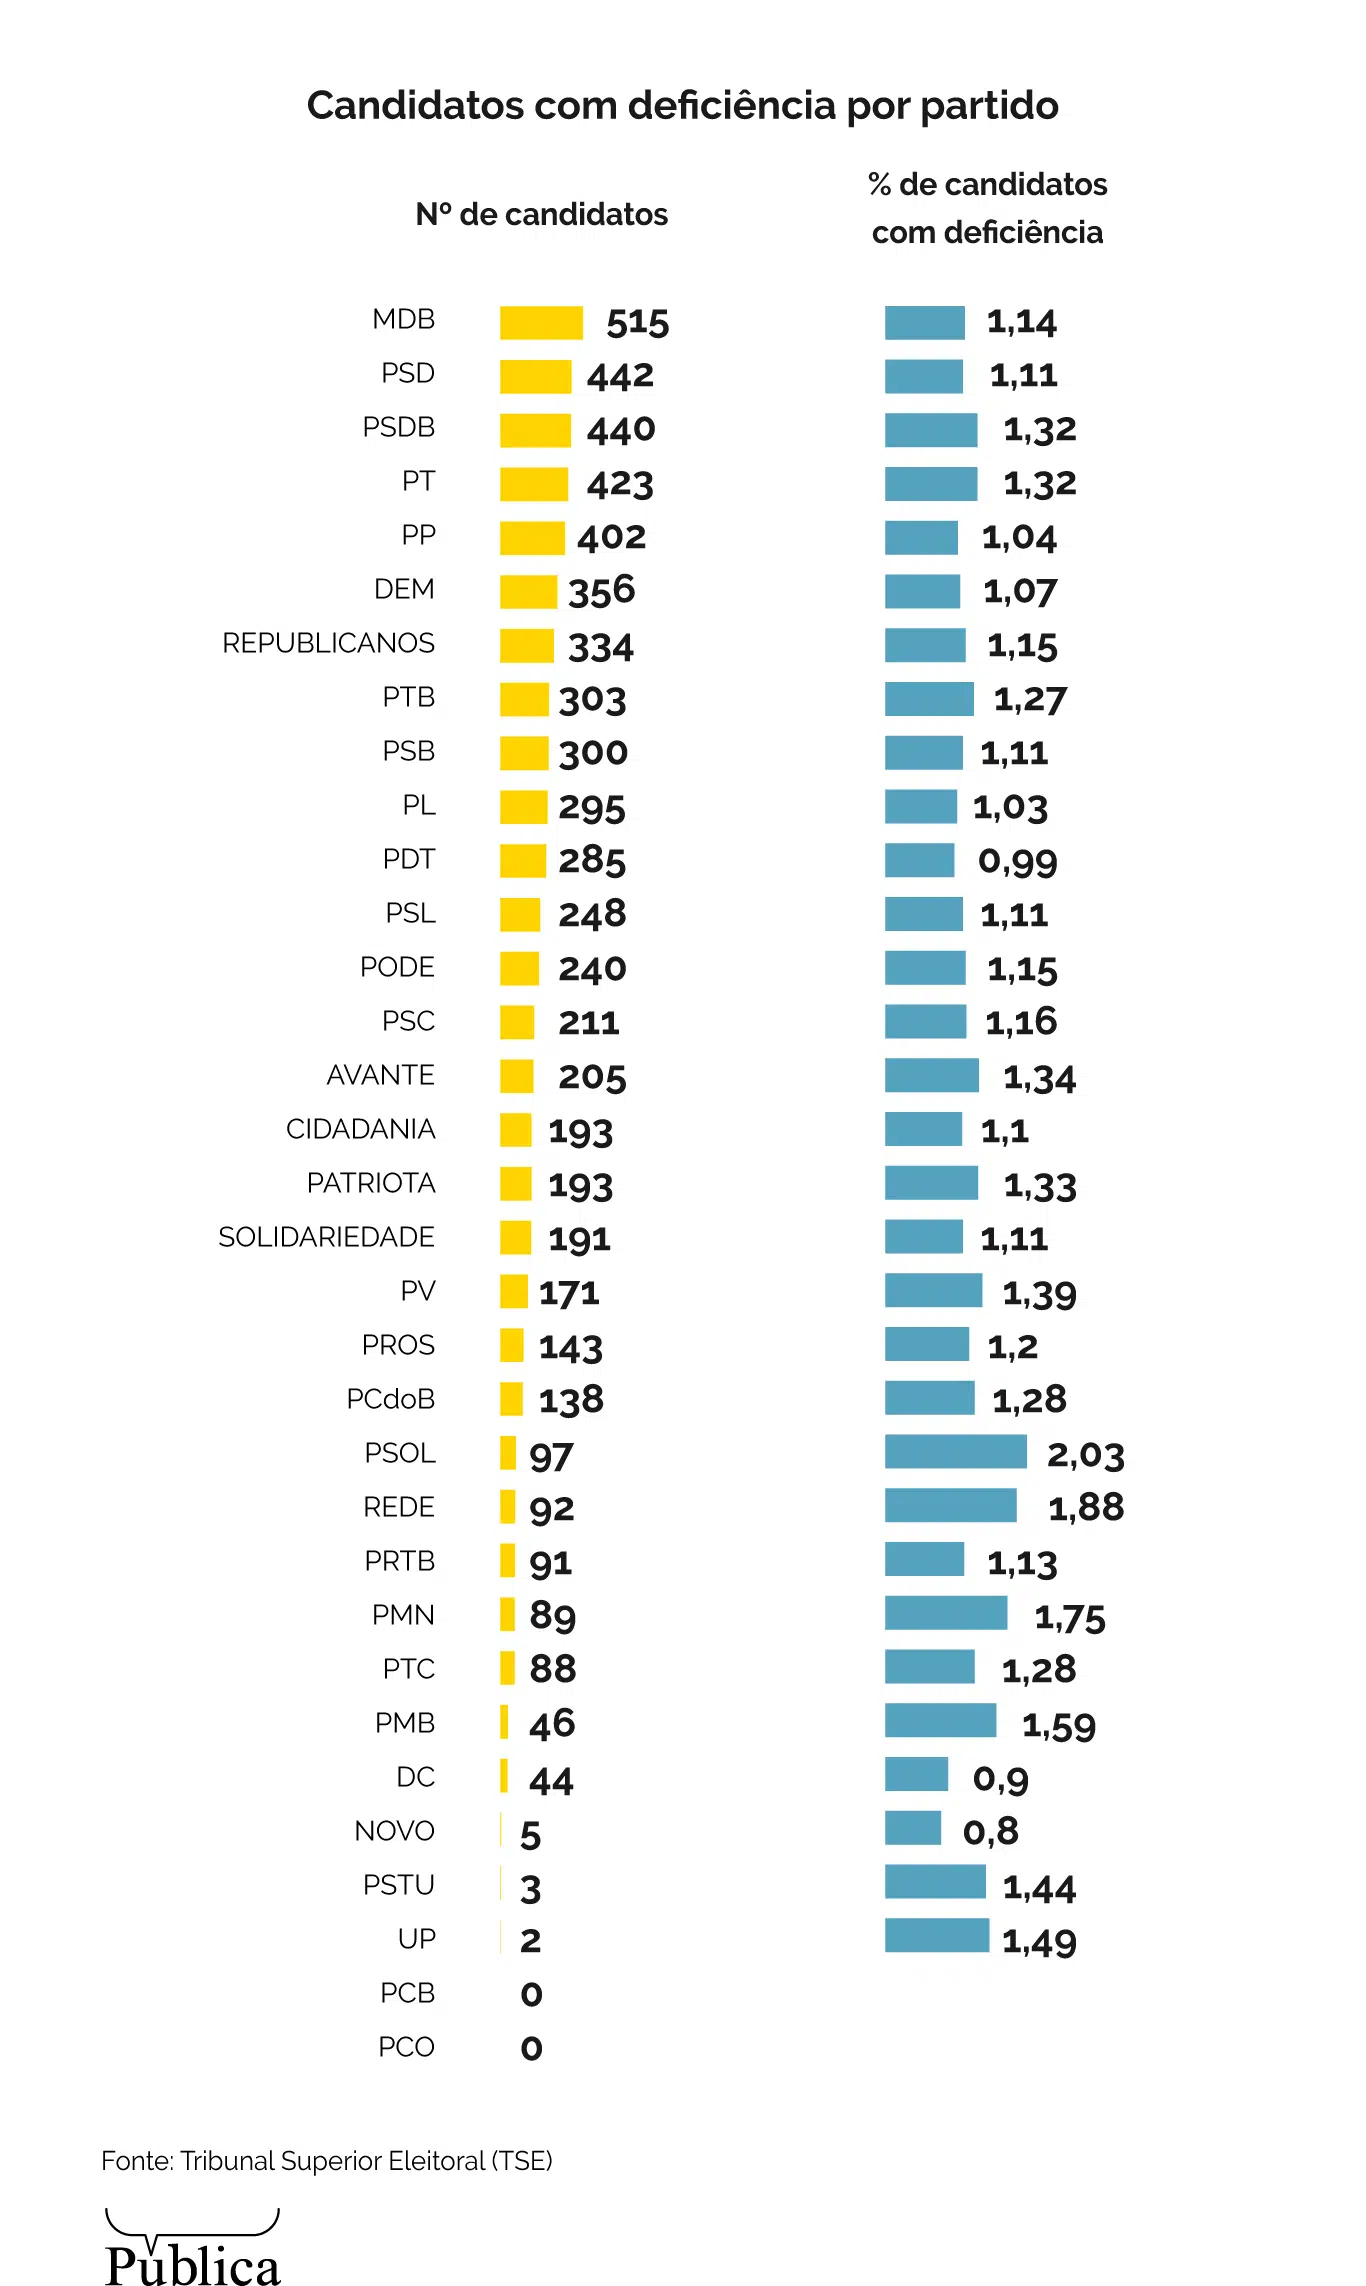 Candidatos com deficiência por partido
Nº de candidatos
% de candidatos
com deficiência
MDB 515 1,14
PSD 442 1,11
PSDB 440 1,32
PT 423 1,32
PP 402 1,04
DEM 356 1,07
REPUBLICANOS 334 1,15
PTB 303 1,27
PSB 300 1,11
PL 295 1,03
PDT 285 0,99
PSL 248 1,11
PODE 240 1,15
PSC 211 1,16
AVANTE 205 1,34
CIDADANIA 193 1,1
PATRIOTA 193 1,33
SOLIDARIEDADE 191 1,11
PV 171 1,39
PROS 143 1,2
PCdoB 138 1,28
PSOL 97 2,03
REDE 92 1,88
PRTB 91 1,13
PMN 89 1,75
PTC 88 1,28
PMB 46 1,59
DC 44 0,9
NOVO 5 0,8
PSTU 3 1,44
UP 2 1,49
PCB 0
PCO 0
Fonte: Tribunal Superior Eleitoral (TSE)
Pública